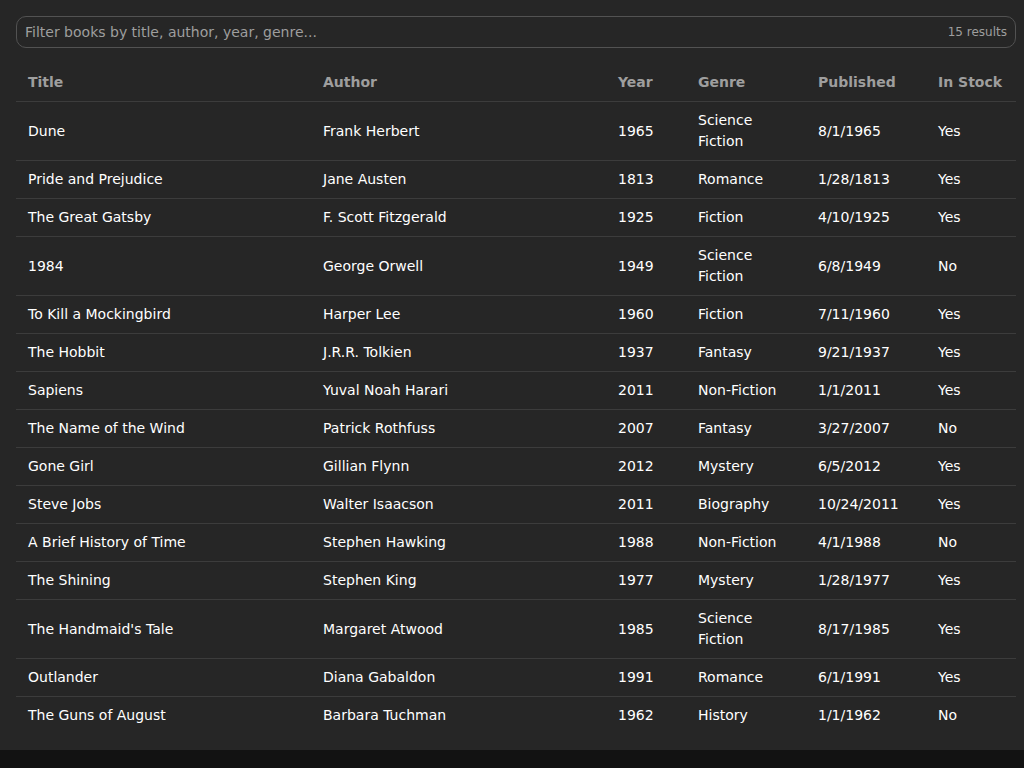 Filter books by title, author, year, genre... 15 results
Title Author Year Genre Published In Stock
Dune Frank Herbert 1965 Science Fiction 8/1/1965 Yes
Pride and Prejudice Jane Austen 1813 Romance 1/28/1813 Yes
The Great Gatsby F. Scott Fitzgerald 1925 Fiction 4/10/1925 Yes
1984 George Orwell 1949 Science Fiction 6/8/1949 No
To Kill a Mockingbird Harper Lee 1960 Fiction 7/11/1960 Yes
The Hobbit J.R.R. Tolkien 1937 Fantasy 9/21/1937 Yes
Sapiens Yuval Noah Harari 2011 Non-Fiction 1/1/2011 Yes
The Name of the Wind Patrick Rothfuss 2007 Fantasy 3/27/2007 No
Gone Girl Gillian Flynn 2012 Mystery 6/5/2012 Yes
Steve Jobs Walter Isaacson 2011 Biography 10/24/2011 Yes
A Brief History of Time Stephen Hawking 1988 Non-Fiction 4/1/1988 No
The Shining Stephen King 1977 Mystery 1/28/1977 Yes
The Handmaid's Tale Margaret Atwood 1985 Science Fiction 8/17/1985 Yes
Outlander Diana Gabaldon 1991 Romance 6/1/1991 Yes
The Guns of August Barbara Tuchman 1962 History 1/1/1962 No